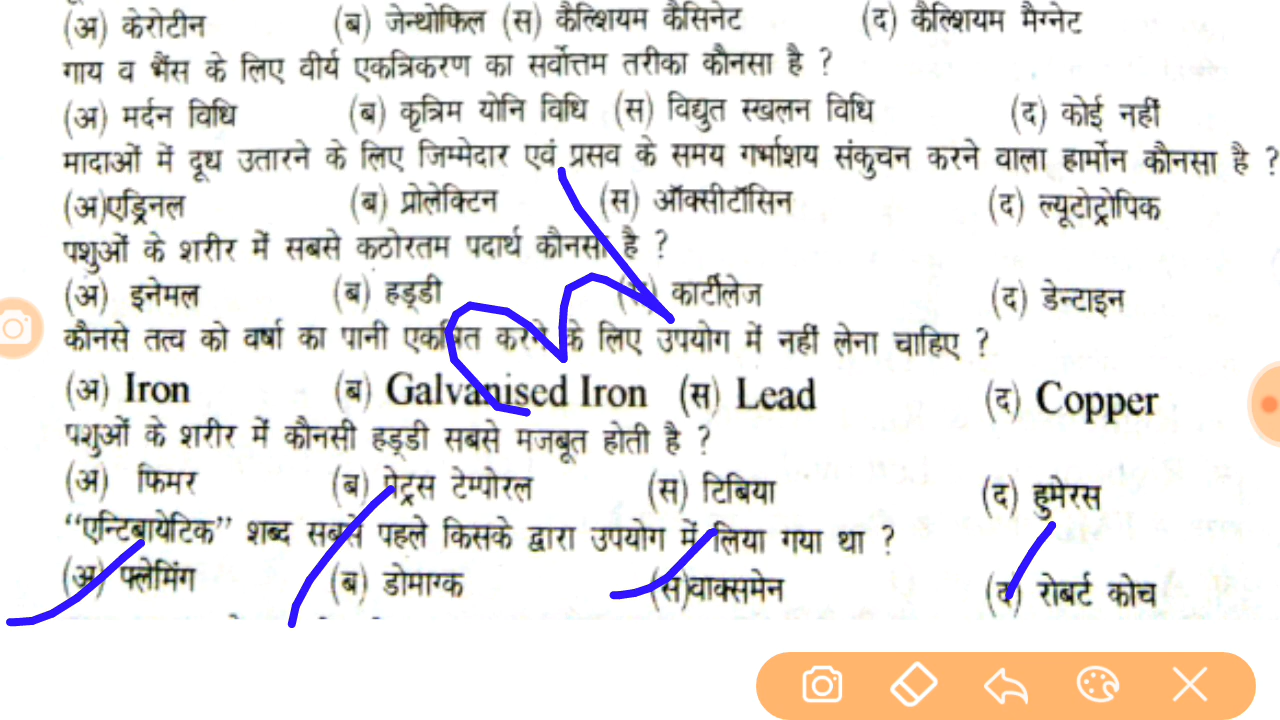 (अ) केरोटीन (ब) जेन्थोफिल (स) कैल्शियम कैसिनेट (द) कैल्शियम मैग्नेट
गाय व भैंस के लिए वीर्य एकत्रिकरण का सर्वोत्तम तरीका कौनसा है ?
(अ) मर्दन विधि (ब) कृत्रिम योनि विधि (स) विद्युत स्खलन विधि (द) कोई नहीं
मादाओं में दूध उतारने के लिए जिम्मेदार एवं प्रसव के समय गर्भाशय संकुचन करने वाला हार्मोन कौनसा है ?
(अ)एड्रिनल (ब) प्रोलेक्टिन (स) ऑक्सीटॉसिन (द) ल्यूटोट्रोपिक
पशुओं के शरीर में सबसे कठोरतम पदार्थ कौनसा है ?
(अ) इनेमल (ब) हड्डी (स) कार्टीलेज (द) डेन्टाइन
कौनसे तत्व को वर्षा का पानी एकत्रित करने के लिए उपयोग में नहीं लेना चाहिए ?
(अ) Iron (ब) Galvanised Iron (स) Lead (द) Copper
पशुओं के शरीर में कौनसी हड्डी सबसे मजबूत होती है ?
(अ) फिमर (ब) पेट्रस टेम्पोरल (स) टिबिया (द) हुमेरस
“एन्टिबायेटिक” शब्द सबसे पहले किसके द्वारा उपयोग में लिया गया था ?
(अ) फ्लेमिंग (ब) डोमाग्क (स)वाक्समेन (द) रोबर्ट कोच